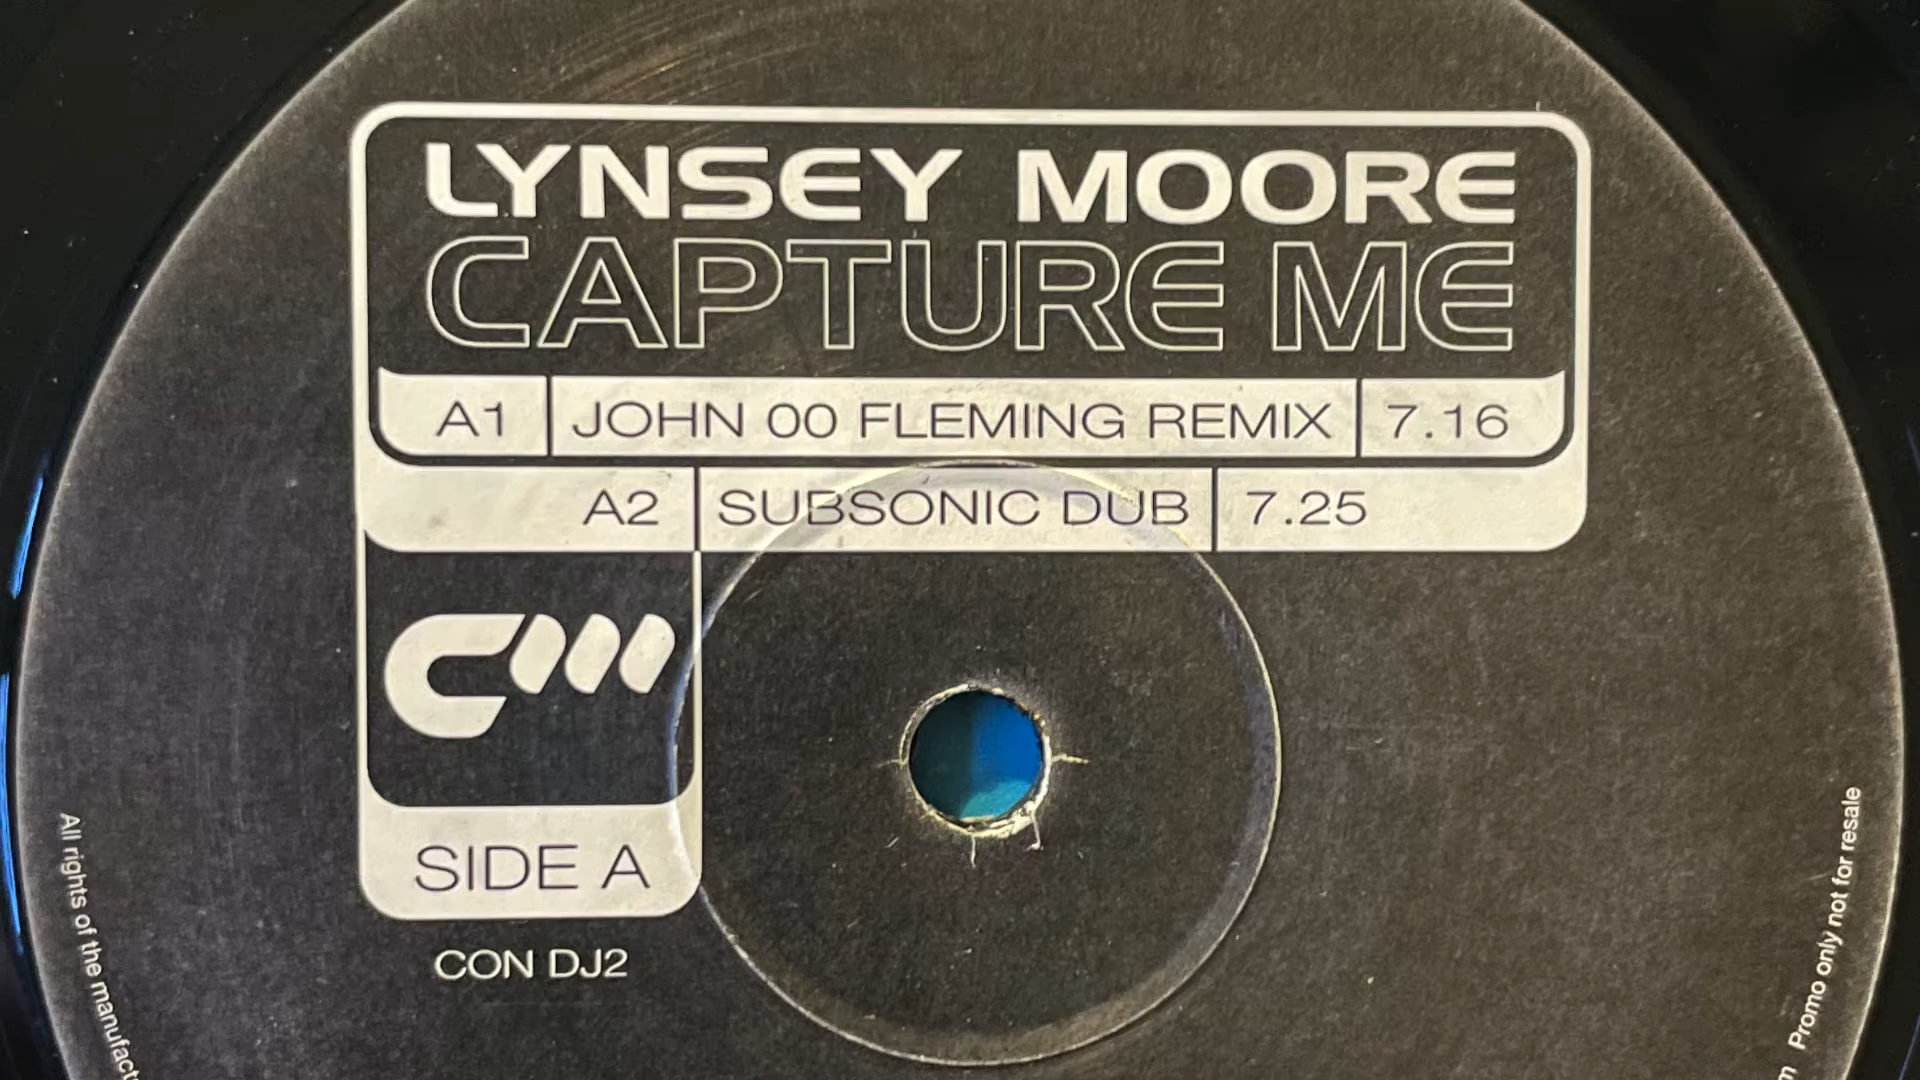 LYNSEY MOORE
CAPTURE ME
A1 JOHN 00 FLEMING REMIX 7.16
A2 SUBSONIC DUB 7.25
SIDE A
CON DJ2
All rights of the
Promo only not for resale